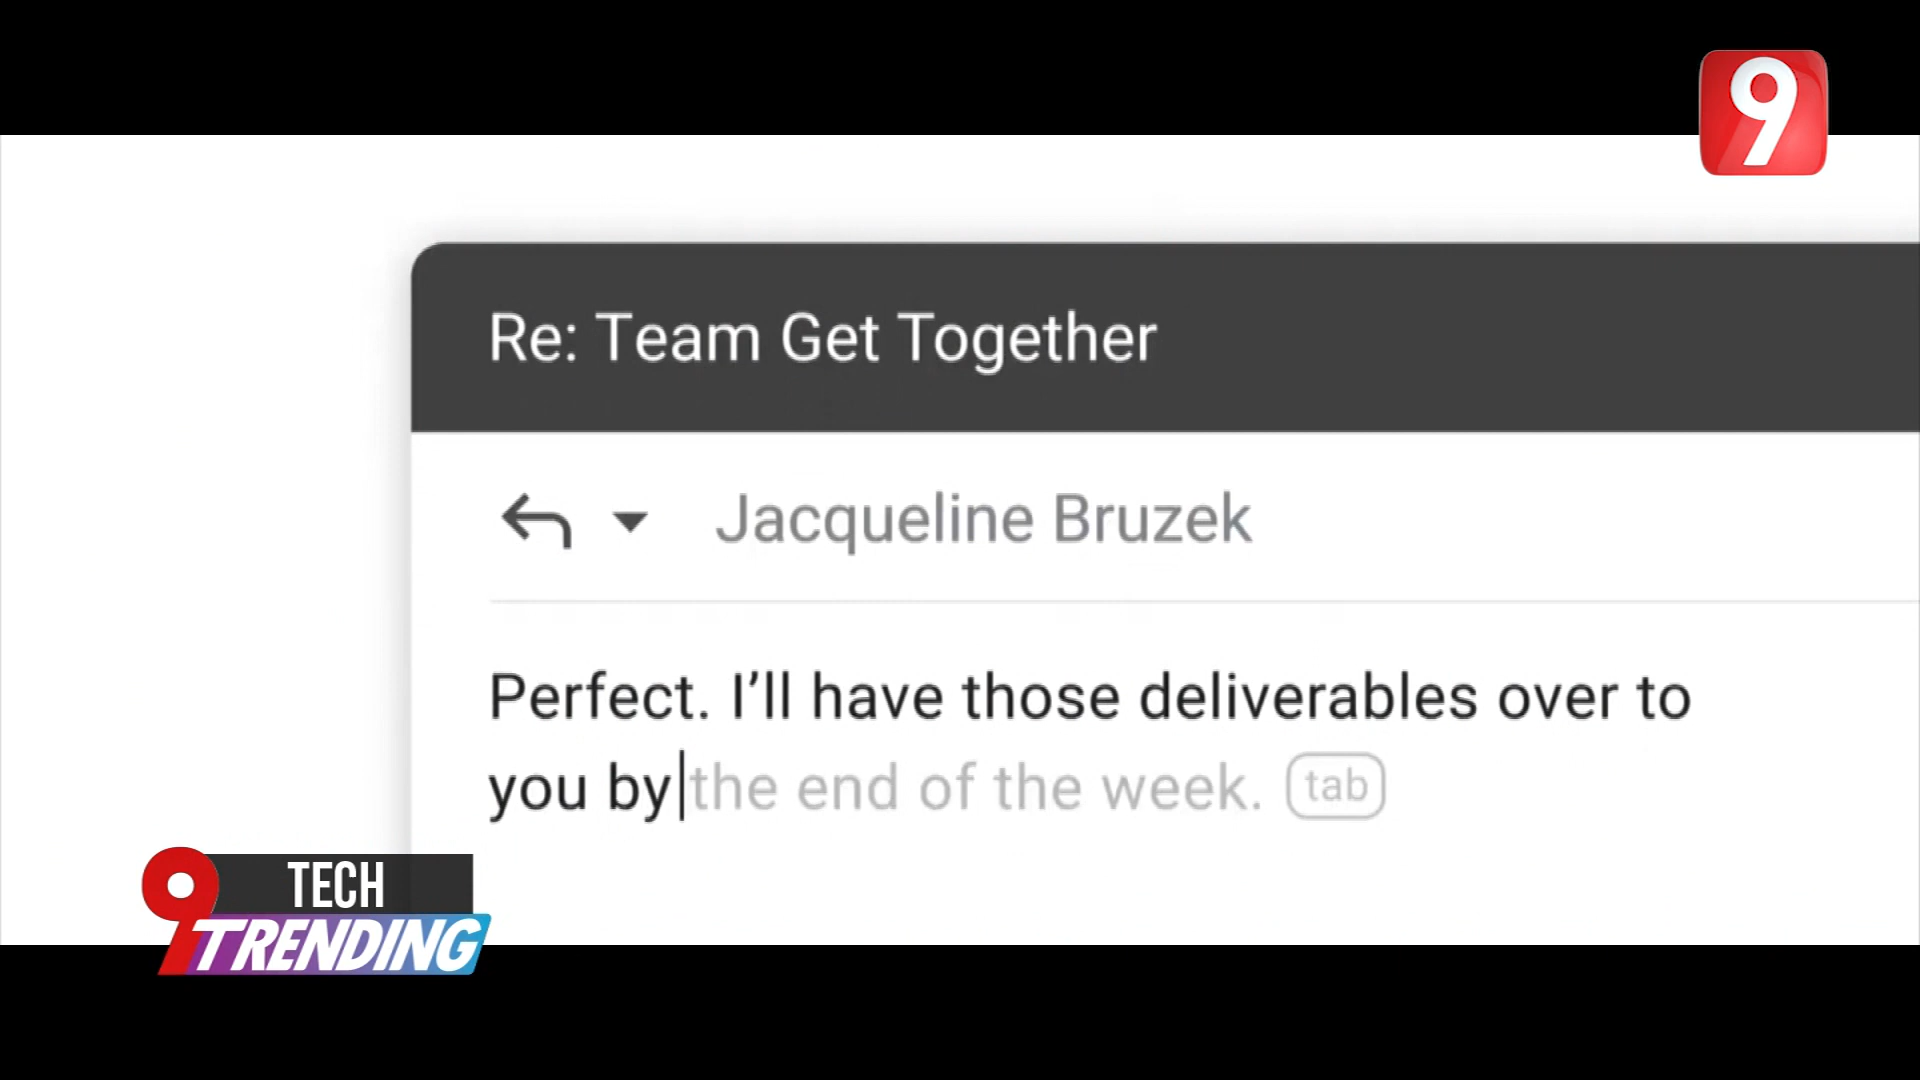 9
Re: Team Get Together
Jacqueline Bruzek
Perfect. I’ll have those deliverables over to
you by the end of the week. tab
9 TECH
TRENDING